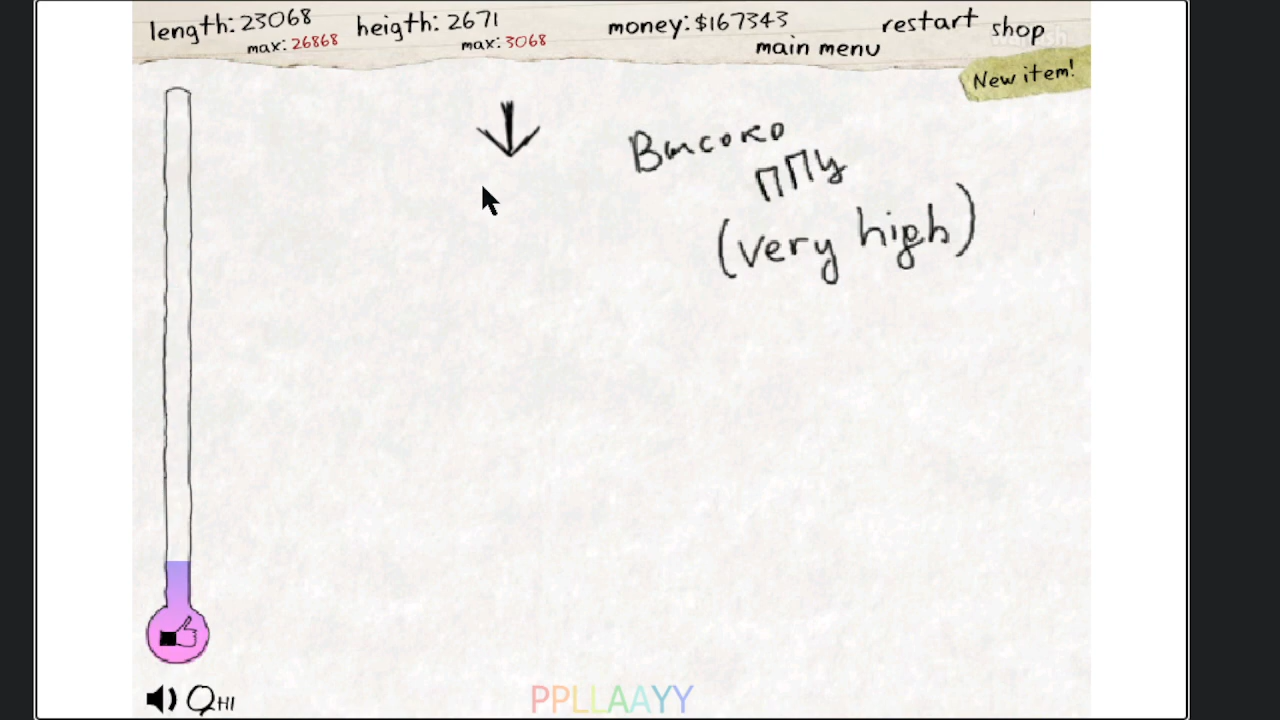 length: 23068 heigth: 2671 money: $167343 restart shop
max: 26868 max: 3068 main menu
New item!
Высоко
ППЦ
(very high)
QHI
PPLLAAYY